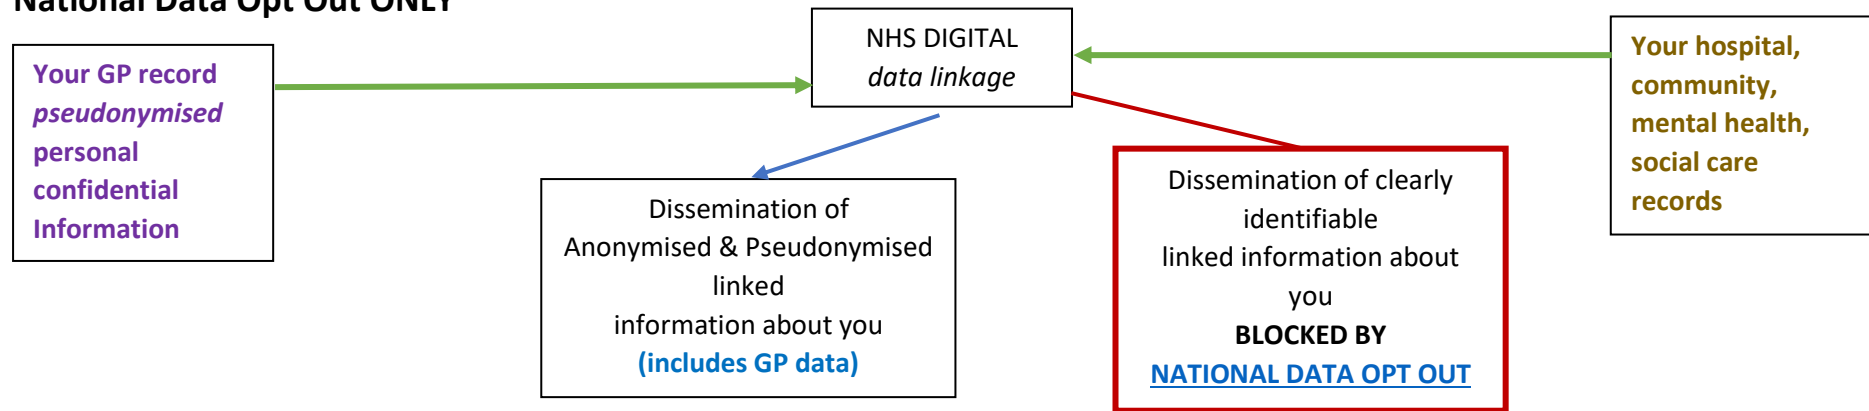 National Data Opt Out ONLY
Your GP record
pseudonymised
personal
confidential
Information
NHS DIGITAL
data linkage
Your hospital,
community,
mental health,
social care
records
Dissemination of
Anonymised & Pseudonymised
linked
information about you
(includes GP data)
Dissemination of clearly
identifiable
linked information about
you
BLOCKED BY
NATIONAL DATA OPT OUT